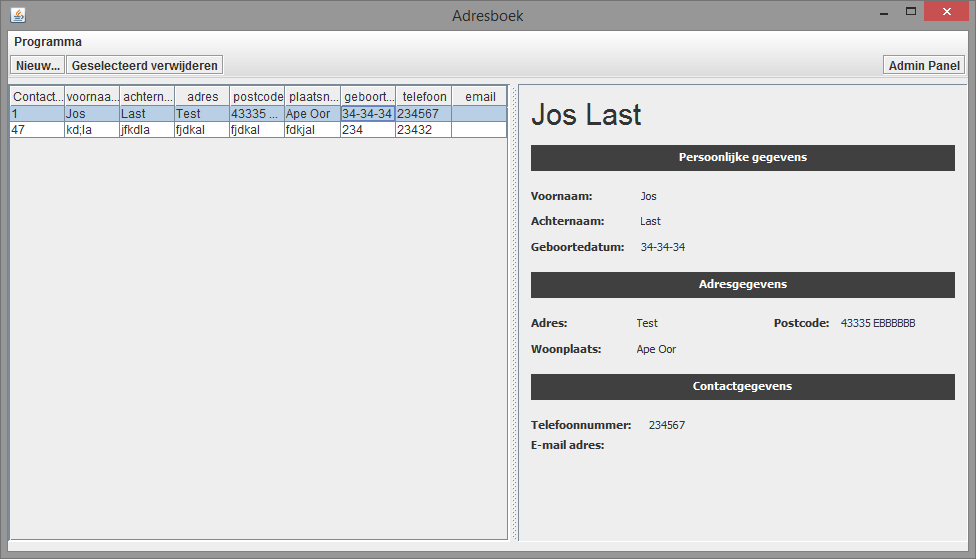 Adresboek
Programma
Nieuw... Geselecteerd verwijderen Admin Panel
Contact... voornaa... achtern... adres postcode plaatsn... geboort... telefoon email
1 Jos Last Test 43335 ... Ape Oor 34-34-34 234567
47 kd;la jfkdla fjdkal fjdkal fdkjal 234 23432
Jos Last
Persoonlijke gegevens
Voornaam: Jos
Achternaam: Last
Geboortedatum: 34-34-34
Adresgegevens
Adres: Test Postcode: 43335 EBBBBBB
Woonplaats: Ape Oor
Contactgegevens
Telefoonnummer: 234567
E-mail adres: